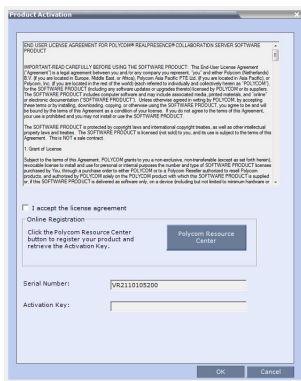 Product Activation
END USER LICENSE AGREEMENT FOR POLYCOM® REALPRESENCE® COLLABORATION SERVER SOFTWARE
PRODUCT
IMPORTANT-READ CAREFULLY BEFORE USING THE SOFTWARE PRODUCT: This End-User License Agreement
("Agreement") is a legal agreement between you and/or any company you represent, "you" and either Polycom (Netherlands)
B.V. (if you are located in Europe, Middle East, or Africa), Polycom Asia Pacific PTE Ltd. (if you are located in Asia Pacific), or
Polycom, Inc. (if you are located in the rest of the world) (each referred to individually and collectively herein as "POLYCOM"),
for the SOFTWARE PRODUCT (including any software updates or upgrades thereto) licensed by POLYCOM or its suppliers.
The SOFTWARE PRODUCT includes computer software and may include associated media, printed materials, and "online"
or electronic documentation ("SOFTWARE PRODUCT"). Unless otherwise agreed in writing by POLYCOM, by accepting
these terms or by installing, downloading, copying, or otherwise using the SOFTWARE PRODUCT, you agree to be and will
be bound by the terms of this Agreement as a condition of your license. If you do not agree to the terms of this Agreement,
your use is prohibited and you may not install or use the SOFTWARE PRODUCT.
The SOFTWARE PRODUCT is protected by copyright laws and international copyright treaties, as well as other intellectual
property laws and treaties. The SOFTWARE PRODUCT is licensed (not sold) to you, and its use is subject to the terms of this
Agreement. This is NOT a sale contract.
1. Grant of License
Subject to the terms of this Agreement, POLYCOM grants to you a non-exclusive, non-transferable (except as set forth herein),
revocable license to install and use for personal or internal purposes the number and type of SOFTWARE PRODUCT licenses
purchased by You, through a purchase order to either POLYCOM or to a Polycom Reseller authorized to resell Polycom
products, and authorized by POLYCOM solely on the POLYCOM product with which this SOFTWARE PRODUCT is supplied
or, if this SOFTWARE PRODUCT is delivered as software only, on a device (including but not limited to minimum hardware or
I accept the license agreement
Online Registration
Click the Polycom Resource Center
button to register your product and
retrieve the Activation Key.
Polycom Resource
Center
Serial Number:
VR2110105200
Activation Key:
OK
Cancel